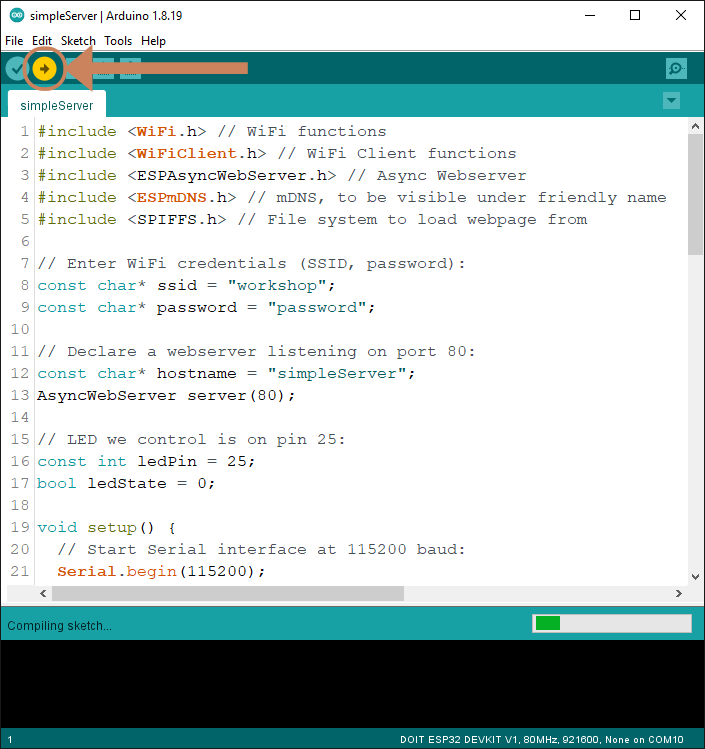 simpleServer | Arduino 1.8.19
File Edit Sketch Tools Help
simpleServer
1 #include <WiFi.h> // WiFi functions
2 #include <WiFiClient.h> // WiFi Client functions
3 #include <ESPAsyncWebServer.h> // Async Webserver
4 #include <ESPmDNS.h> // mDNS, to be visible under friendly name
5 #include <SPIFFS.h> // File system to load webpage from
6
7 // Enter WiFi credentials (SSID, password):
8 const char* ssid = "workshop";
9 const char* password = "password";
10
11 // Declare a webserver listening on port 80:
12 const char* hostname = "simpleServer";
13 AsyncWebServer server(80);
14
15 // LED we control is on pin 25:
16 const int ledPin = 25;
17 bool ledState = 0;
18
19 void setup() {
20   // Start Serial interface at 115200 baud:
21   Serial.begin(115200);
Compiling sketch...
1 DOIT ESP32 DEVKIT V1, 80MHz, 921600, None on COM10